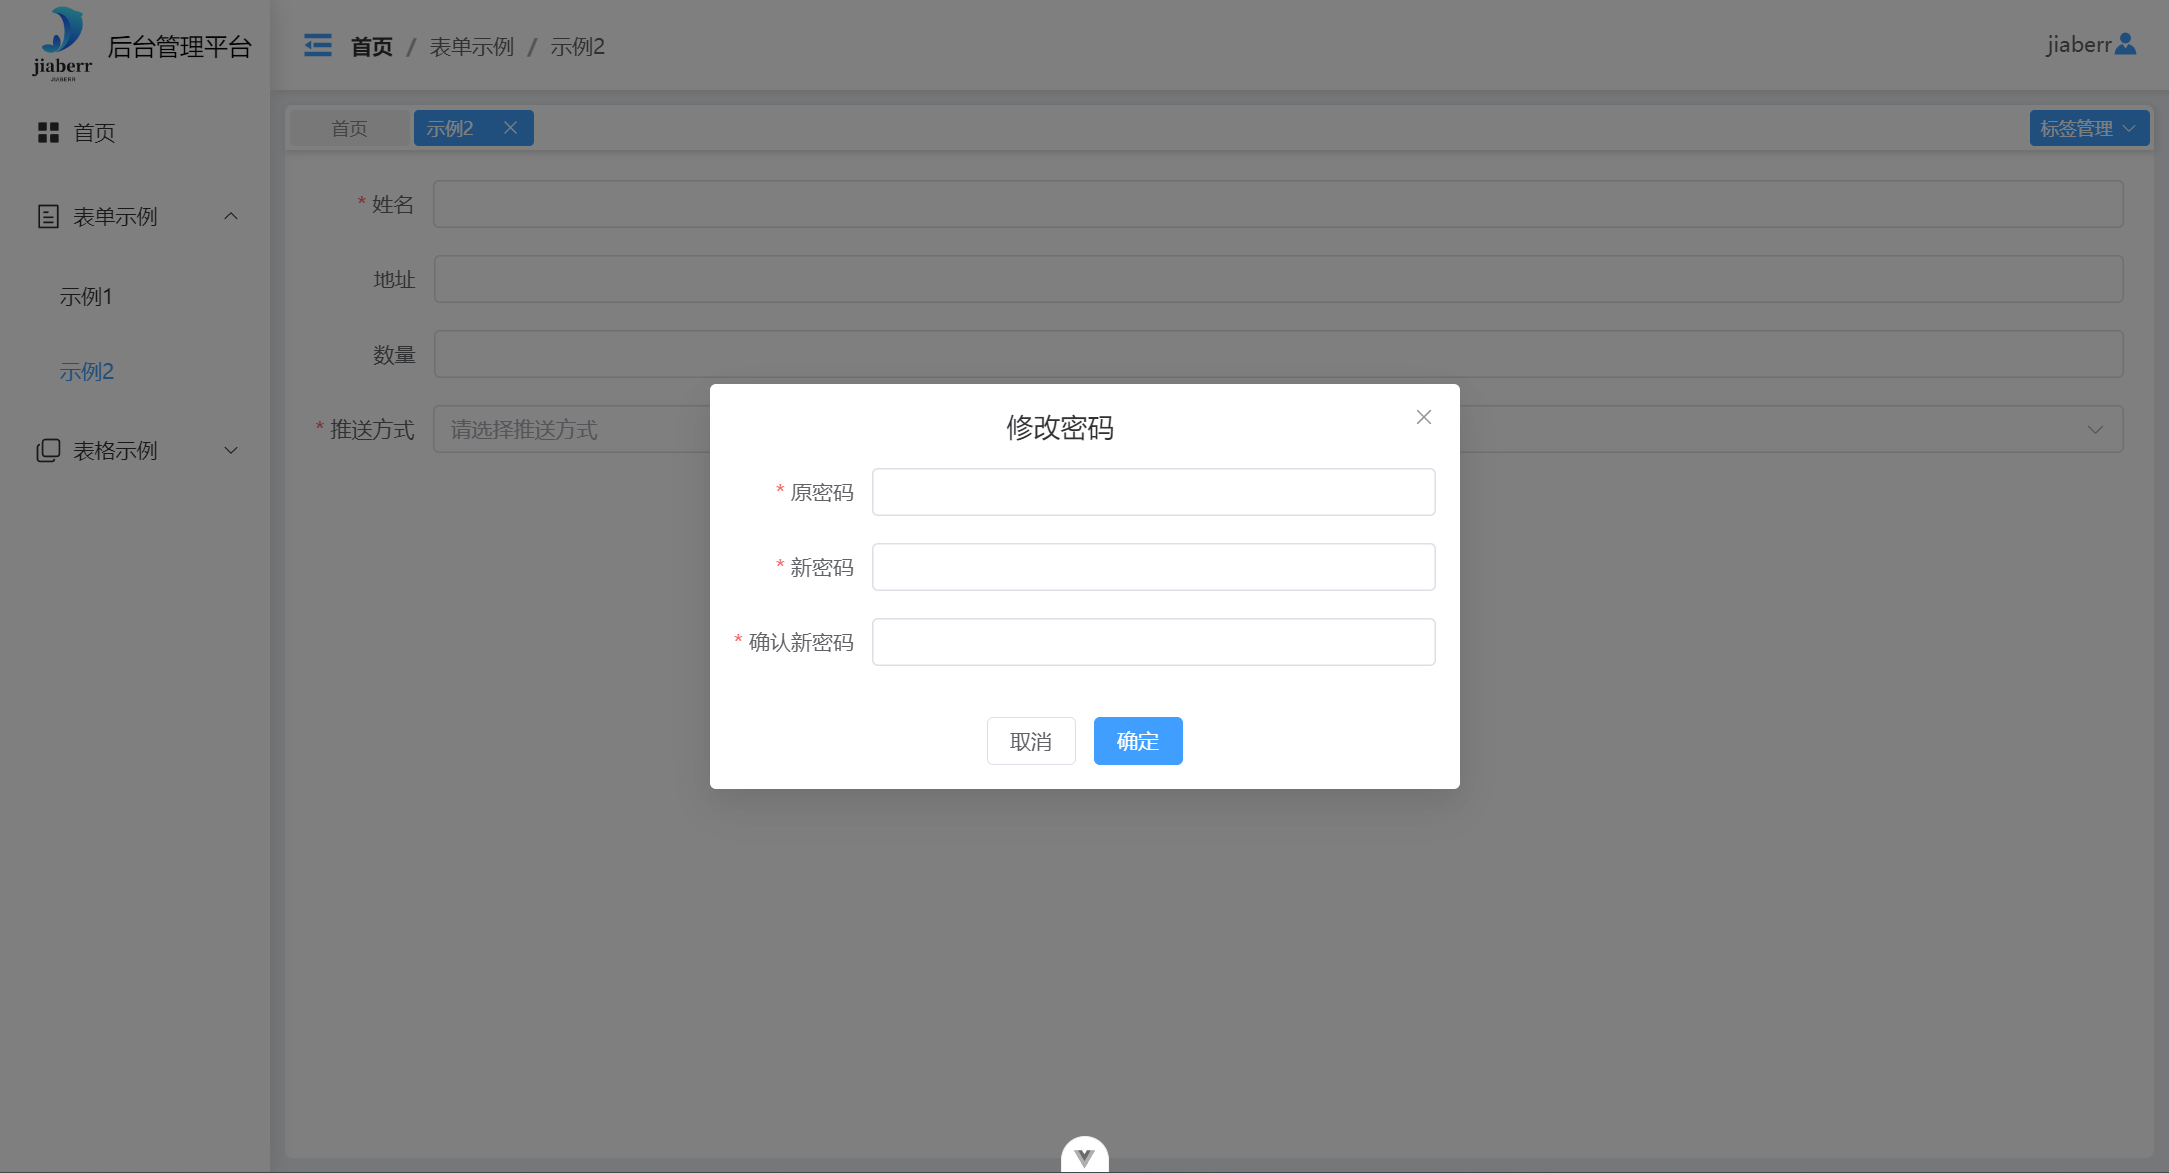 jiaberr
JIABERR
后台管理平台
首页 / 表单示例 / 示例2
jiaberr
首页
表单示例
示例1
示例2
表格示例
首页
示例2
标签管理
* 姓名
地址
数量
* 推送方式
请选择推送方式
修改密码
* 原密码
* 新密码
* 确认新密码
取消
确定